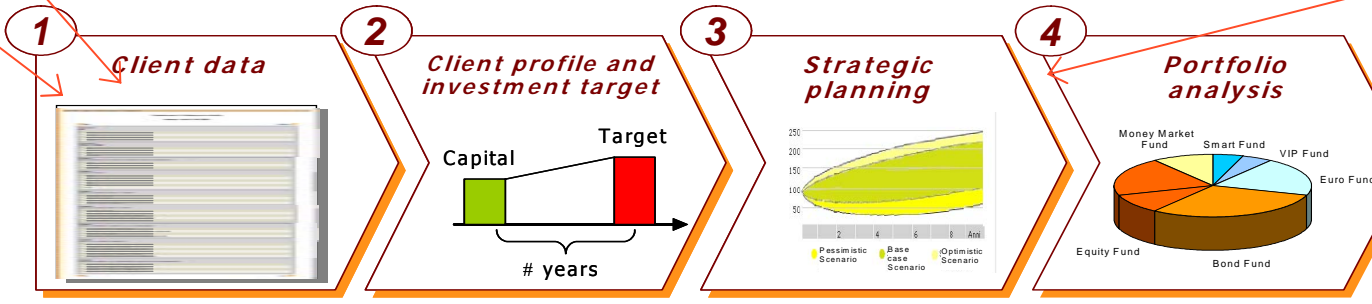 1
Client data
2
Client profile and
investment target
Capital
Target
# years
3
Strategic
planning
250
200
150
100
50
2 4 6 8 Anni
Pessimistic
Scenario
Base
case
Scenario
Optimistic
Scenario
4
Portfolio
analysis
Money Market
Fund
Smart Fund
VIP Fund
Euro Fund
Equity Fund
Bond Fund